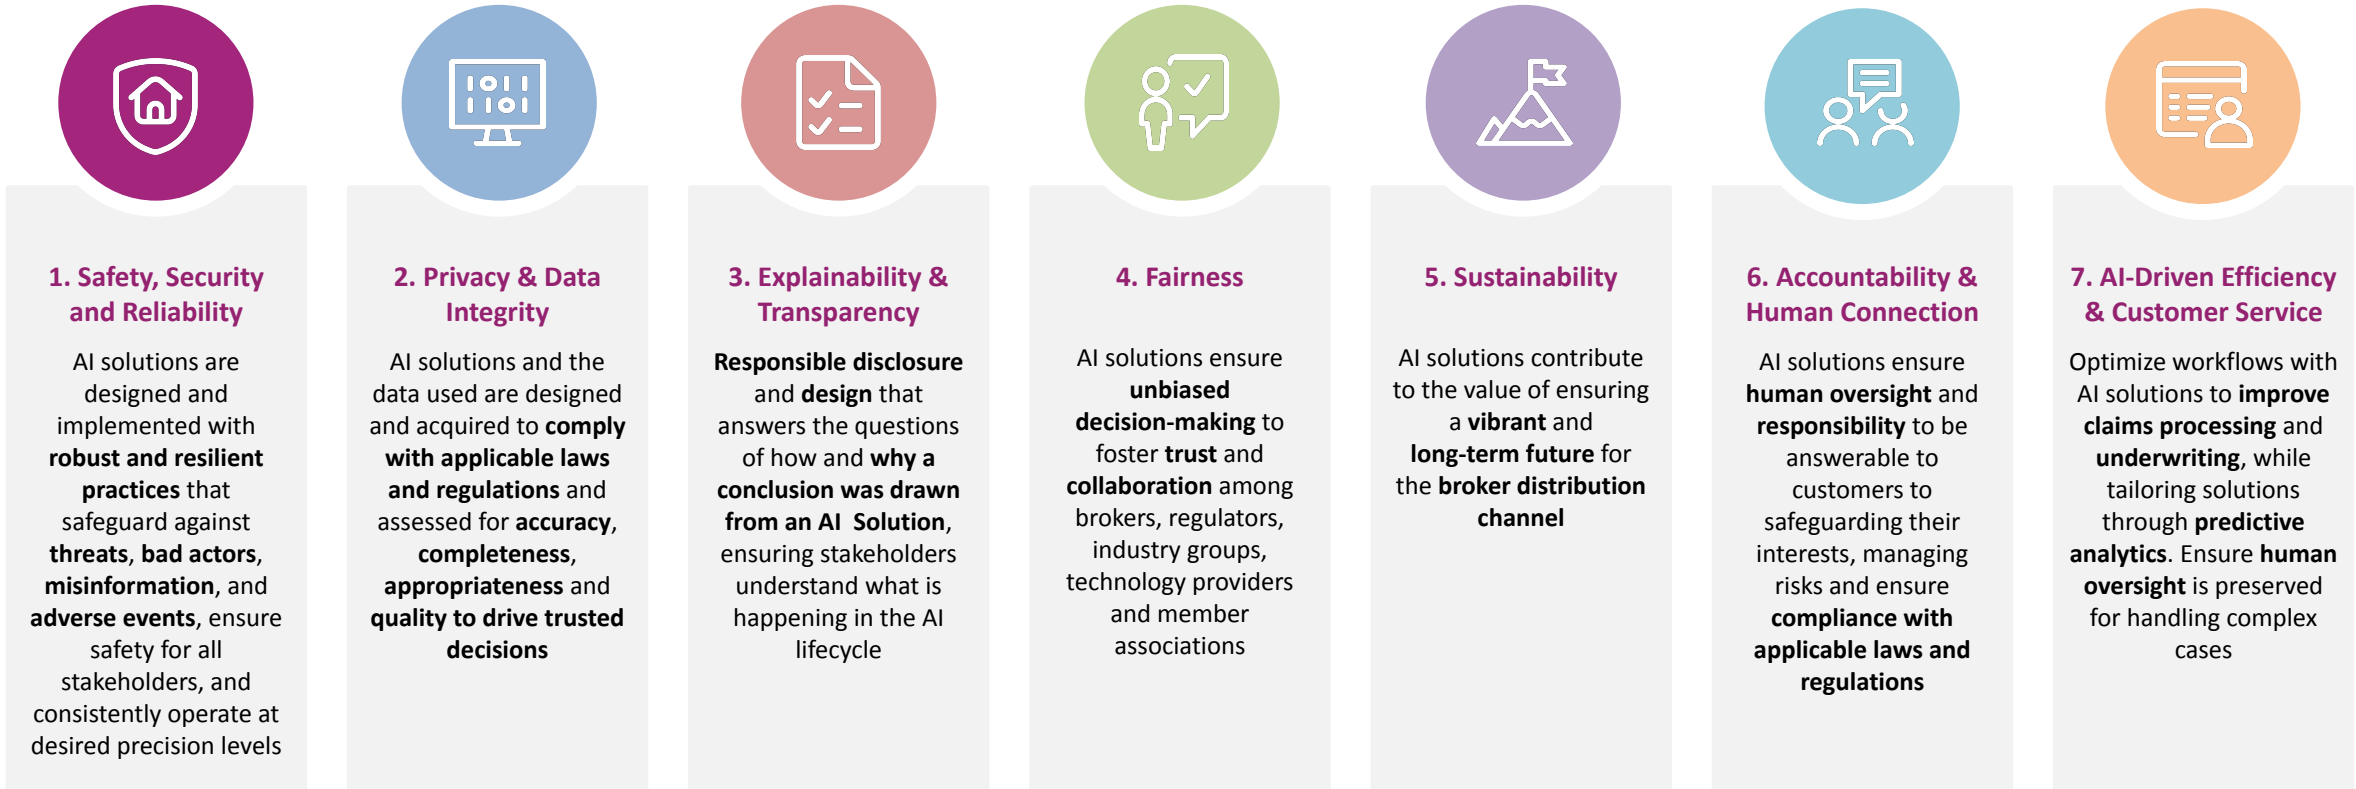 1011
1101
1. Safety, Security
and Reliability
AI solutions are
designed and
implemented with
robust and resilient
practices that
safeguard against
threats, bad actors,
misinformation, and
adverse events, ensure
safety for all
stakeholders, and
consistently operate at
desired precision levels
2. Privacy & Data
Integrity
AI solutions and the
data used are designed
and acquired to comply
with applicable laws
and regulations and
assessed for accuracy,
completeness,
appropriateness and
quality to drive trusted
decisions
3. Explainability &
Transparency
Responsible disclosure
and design that
answers the questions
of how and why a
conclusion was drawn
from an AI  Solution,
ensuring stakeholders
understand what is
happening in the AI
lifecycle
4. Fairness
AI solutions ensure
unbiased
decision-making to
foster trust and
collaboration among
brokers, regulators,
industry groups,
technology providers
and member
associations
5. Sustainability
AI solutions contribute
to the value of ensuring
a vibrant and
long-term future for
the broker distribution
channel
6. Accountability &
Human Connection
AI solutions ensure
human oversight and
responsibility to be
answerable to
customers to
safeguarding their
interests, managing
risks and ensure
compliance with
applicable laws and
regulations
7. AI-Driven Efficiency
& Customer Service
Optimize workflows with
AI solutions to improve
claims processing and
underwriting, while
tailoring solutions
through predictive
analytics. Ensure human
oversight is preserved
for handling complex
cases